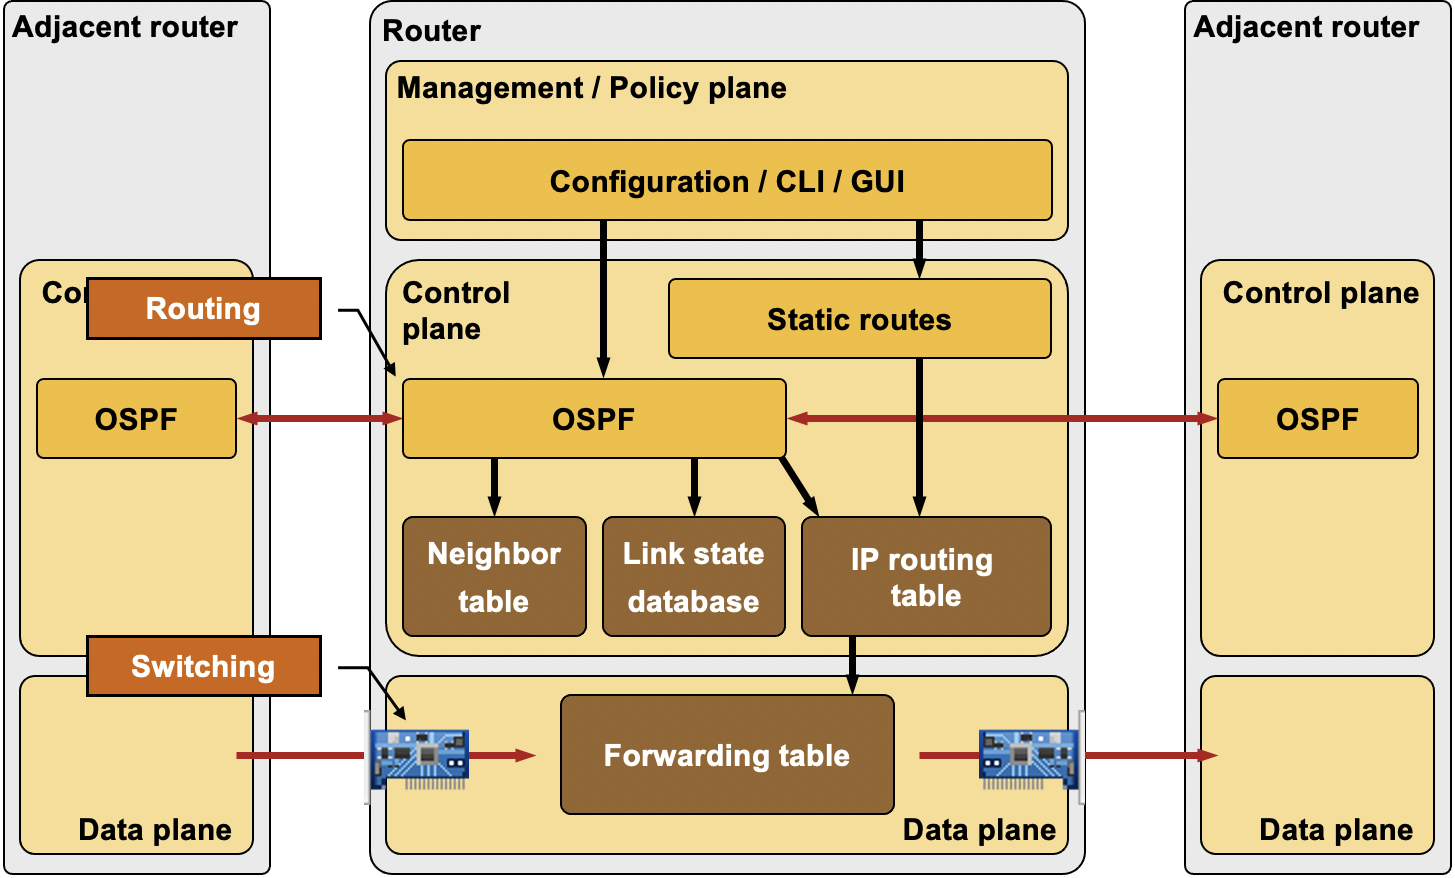 Adjacent router
Router
Adjacent router
Management / Policy plane
Configuration / CLI / GUI
Routing
Control
plane
Static routes
Control plane
OSPF
OSPF
OSPF
Neighbor
table
Link state
database
IP routing
table
Switching
Forwarding table
Data plane
Data plane
Data plane